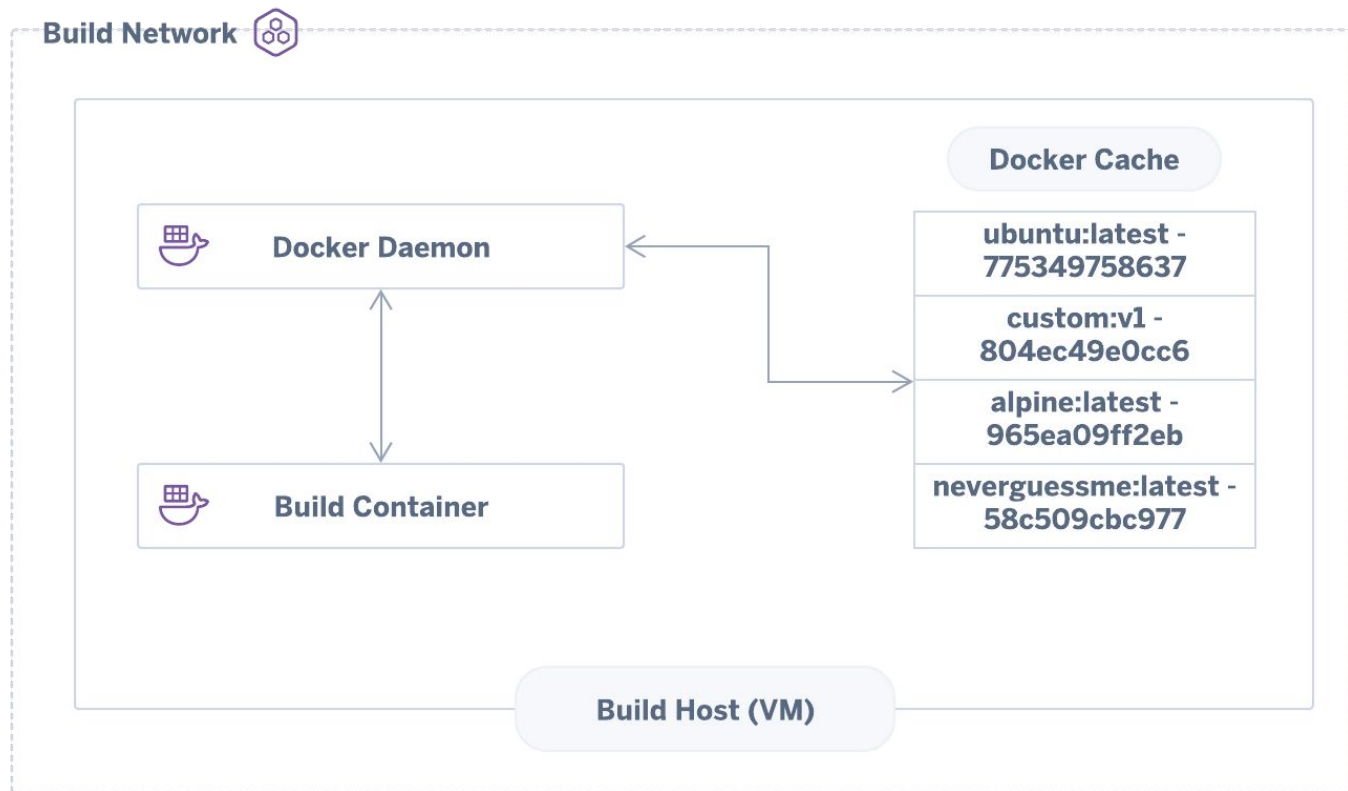 Build Network
Docker Cache
Docker Daemon
ubuntu:latest -
775349758637
custom:v1 -
804ec49e0cc6
alpine:latest -
965ea09ff2eb
Build Container
neverguessme:latest -
58c509cbc977
Build Host (VM)